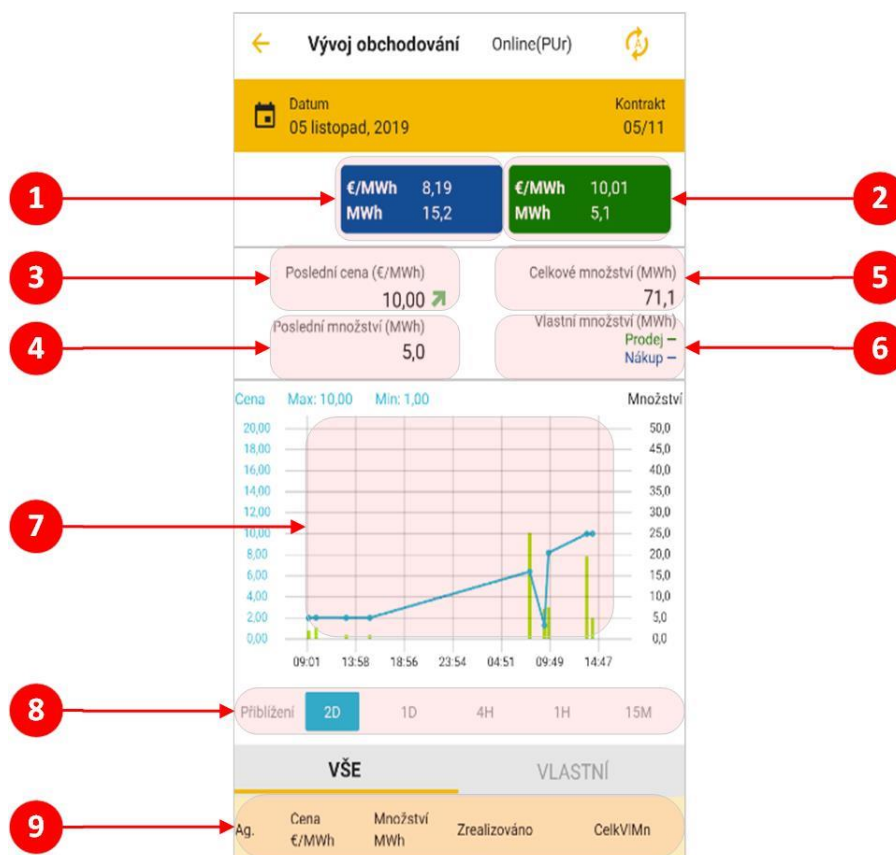 Vývoj obchodování Online(PUr)
Datum Kontrakt
05 listopad, 2019 05/11
1 €/MWh 8,19 €/MWh 10,01 2
MWh 15,2 MWh 5,1
3 Poslední cena (€/MWh) Celkové množství (MWh) 5
10,00 71,1
4 Poslední množství (MWh) Vlastní množství (MWh) 6
5,0 Prodej –
Nákup –
Cena Max: 10,00 Min: 1,00 Množství
20,00 50,0
18,00 45,0
16,00 40,0
14,00 35,0
12,00 30,0
7 10,00 25,0
8,00 20,0
6,00 15,0
4,00 10,0
2,00 5,0
0,00 0,0
09:01 13:58 18:56 23:54 04:51 09:49 14:47
8 Přiblížení 2D 1D 4H 1H 15M
VŠE VLASTNÍ
9 Ag. Cena Množství Zrealizováno CelkVlMn
€/MWh MWh